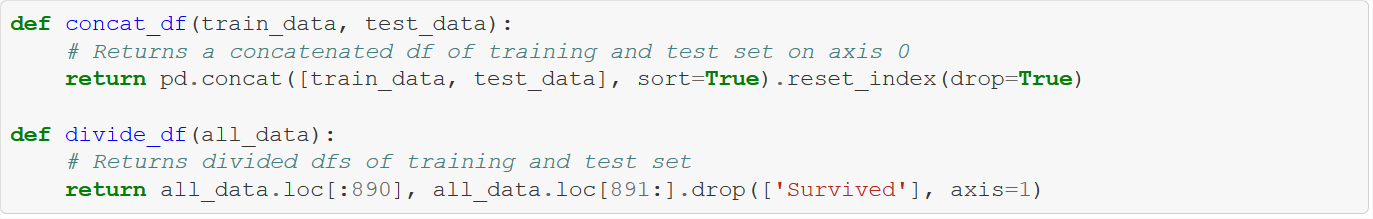 def concat_df(train_data, test_data):
    # Returns a concatenated df of training and test set on axis 0
    return pd.concat([train_data, test_data], sort=True).reset_index(drop=True)

def divide_df(all_data):
    # Returns divided dfs of training and test set
    return all_data.loc[:890], all_data.loc[891:].drop(['Survived'], axis=1)